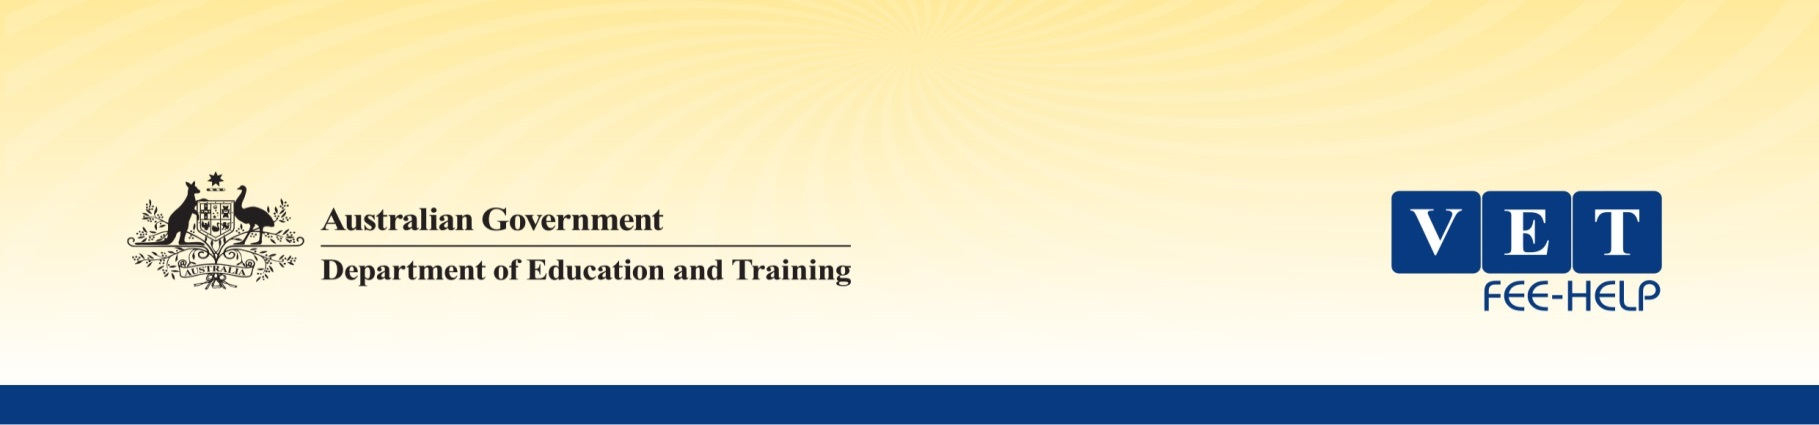 Australian Government
Department of Education and Training
AUSTRALIA
VET
FEE-HELP